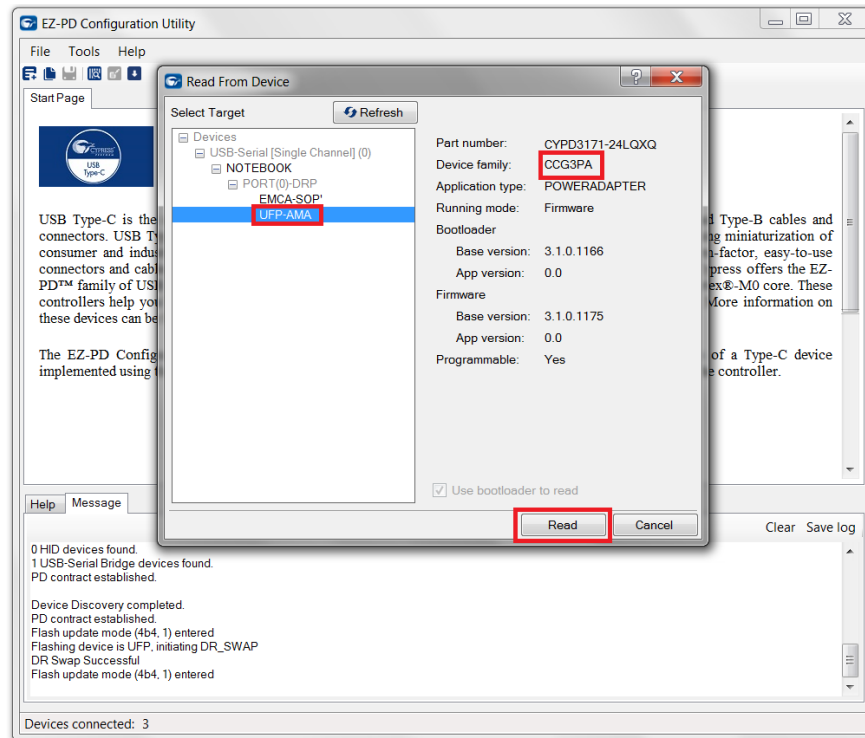 EZ-PD Configuration Utility
File Tools Help
Start Page
CYPRESS
USB
Type-C
USB Type-C is the
connectors. USB Ty
consumer and indus
connectors and cabl
PD™ family of USI
controllers help you
these devices can be
The EZ-PD Config
implemented using t
d Type-B cables and
ng miniaturization of
n-factor, easy-to-use
press offers the EZ-
ex®-M0 core. These
More information on
of a Type-C device
e controller.
Read From Device
Select Target
Refresh
Devices
USB-Serial [Single Channel] (0)
NOTEBOOK
PORT(0)-DRP
EMCA-SOP'
UFP-AMA
Part number: CYPD3171-24LQXQ
Device family: CCG3PA
Application type: POWERADAPTER
Running mode: Firmware
Bootloader
Base version: 3.1.0.1166
App version: 0.0
Firmware
Base version: 3.1.0.1175
App version: 0.0
Programmable: Yes
Use bootloader to read
Read Cancel
Help Message
Clear Save log
0 HID devices found.
1 USB-Serial Bridge devices found.
PD contract established.
Device Discovery completed.
PD contract established.
Flash update mode (4b4, 1) entered
Flashing device is UFP, initiating DR_SWAP
DR Swap Successful
Flash update mode (4b4, 1) entered
Devices connected: 3